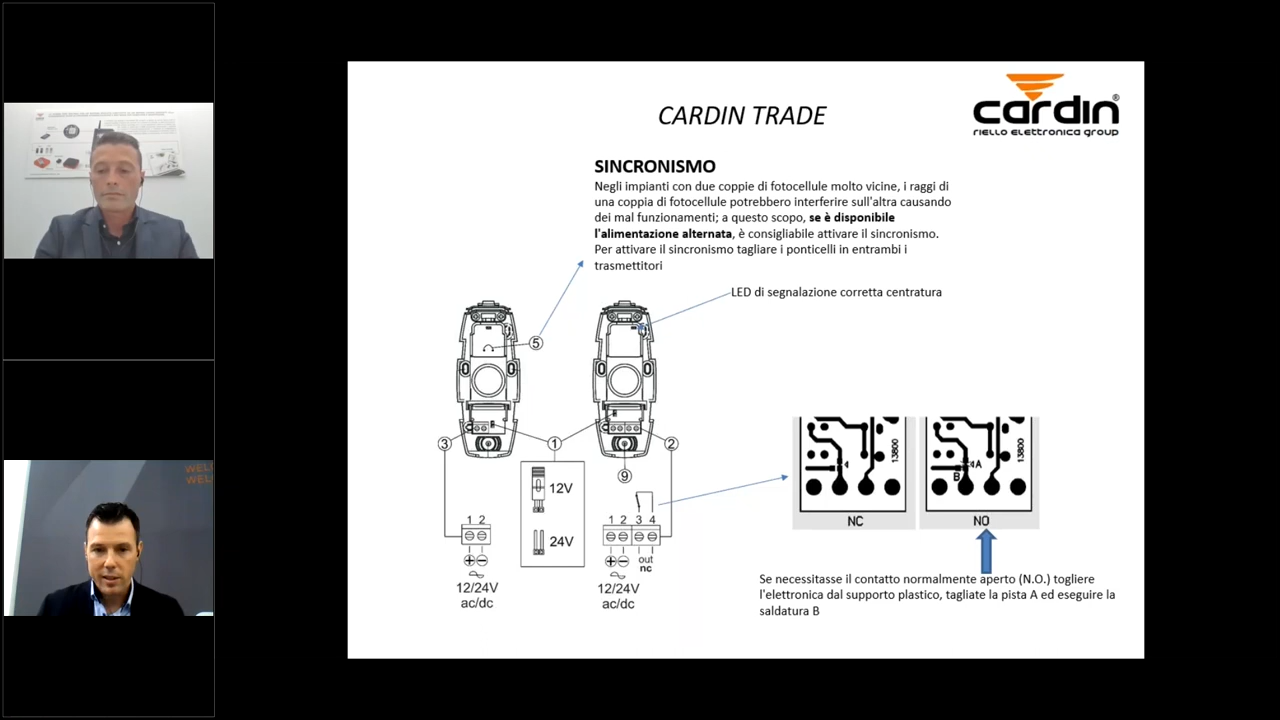 CARDIN TRADE
cardin®
riello elettronica group
SINCRONISMO
Negli impianti con due coppie di fotocellule molto vicine, i raggi di
una coppia di fotocellule potrebbero interferire sull'altra causando
dei mal funzionamenti; a questo scopo, se è disponibile
l'alimentazione alternata, è consigliabile attivare il sincronismo.
Per attivare il sincronismo tagliare i ponticelli in entrambi i
trasmettitori
LED di segnalazione corretta centratura
5
3
1
2
9
12V
24V
1 2
+ −
12/24V
ac/dc
1 2 3 4
+ − out
nc
12/24V
ac/dc
13800
NC
13800
A
B
NO
Se necessitasse il contatto normalmente aperto (N.O.) togliere
l'elettronica dal supporto plastico, tagliate la pista A ed eseguire la
saldatura B